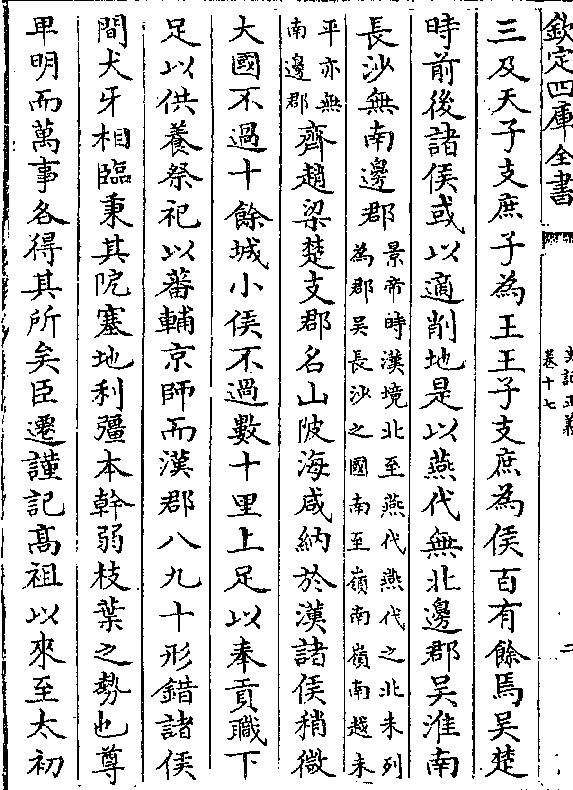 欽定四庫全書
史記正義
卷十七
二
三及天子支庶子為王王子支庶為侯百有餘焉吳楚
時前後諸侯或以適削地是以燕代無北邊郡吳淮南
長沙無南邊郡景帝時漢境北至燕代燕代之北未列
為郡吳長沙之國南至嶺南嶺南越未
平亦無
南邊郡齊趙梁楚支郡名山陂海咸納於漢諸侯稍微
大國不過十餘城小侯不過數十里上足以奉貢職下
足以供養祭祀以蕃輔京師而漢郡八九十形錯諸侯
間犬牙相臨秉其阨塞地利彊本幹弱枝葉之勢也尊
卑明而萬事各得其所矣臣遷謹記髙祖以來至太初